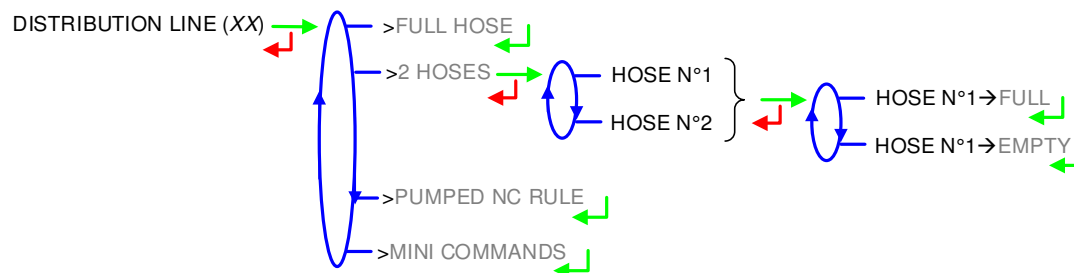 DISTRIBUTION LINE (XX)
>FULL HOSE
>2 HOSES
HOSE N°1
HOSE N°2
HOSE N°1→FULL
HOSE N°1→EMPTY
>PUMPED NC RULE
>MINI COMMANDS